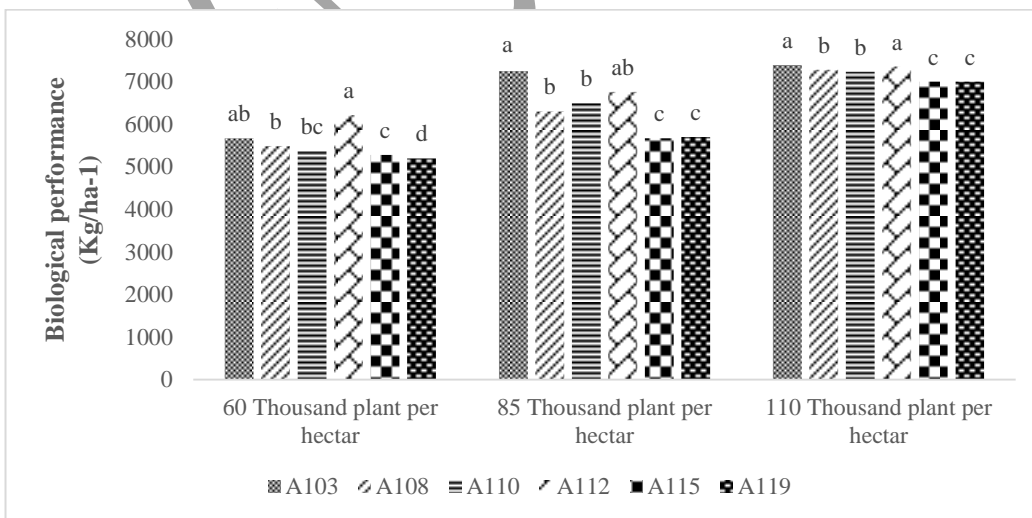 Biological performance
(Kg/ha-1)
8000
7000
6000
5000
4000
3000
2000
1000
0
ab b bc a c d
a b b ab c c
a b b a c c
60 Thousand plant per
hectar
85 Thousand plant per
hectar
110 Thousand plant per
hectar
A103 A108 A110 A112 A115 A119